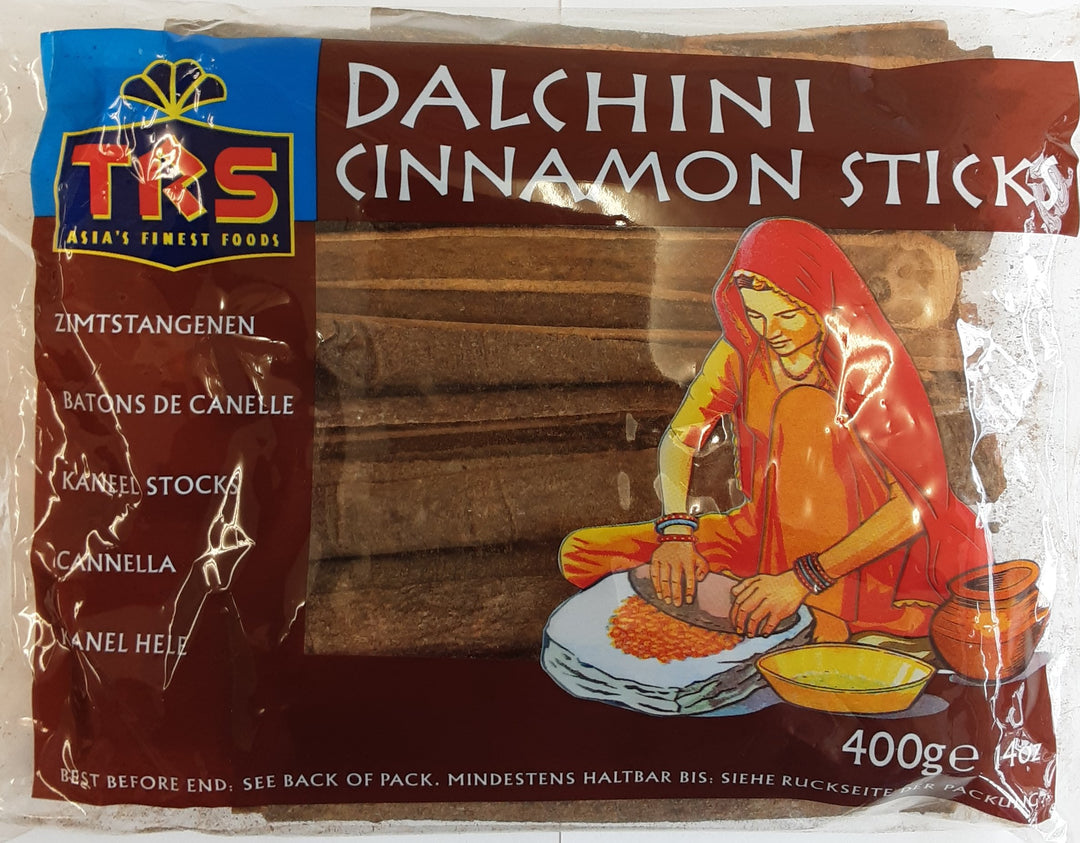 DALCHINI
CINNAMON STICKS
TRS
ASIA'S FINEST FOODS
ZIMTSTANGENEN
BATONS DE CANELLE
KANEEL STOCKS
CANNELLA
KANEL HELE
400g e 14oz
BEST BEFORE END: SEE BACK OF PACK. MINDESTENS HALTBAR BIS: SIEHE RUCKSEITE DER PACKUNG